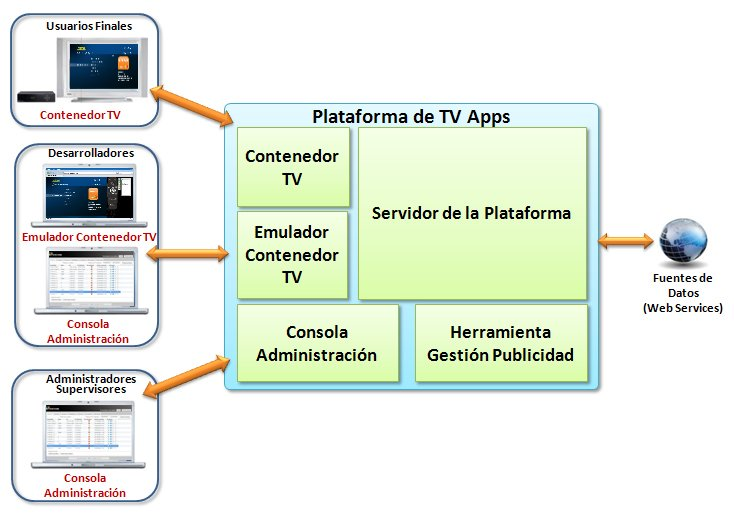 Usuarios Finales
Contenedor TV
Desarrolladores
Emulador Contenedor TV
Consola
Administración
Administradores
Supervisores
Consola
Administración
Plataforma de TV Apps
Contenedor
TV
Servidor de la Plataforma
Emulador
Contenedor
TV
Consola
Administración
Herramienta
Gestión Publicidad
Fuentes de
Datos
(Web Services)